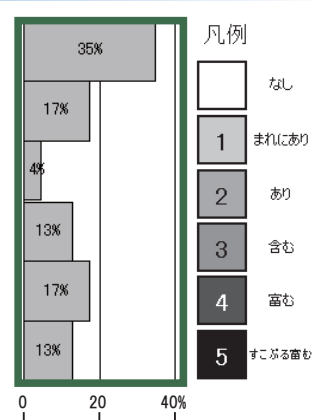 凡例
35%
17%
4%
13%
17%
13%
0 20 40%
なし
1 まれにあり
2 あり
3 含む
4 富む
5 すこぶる富む